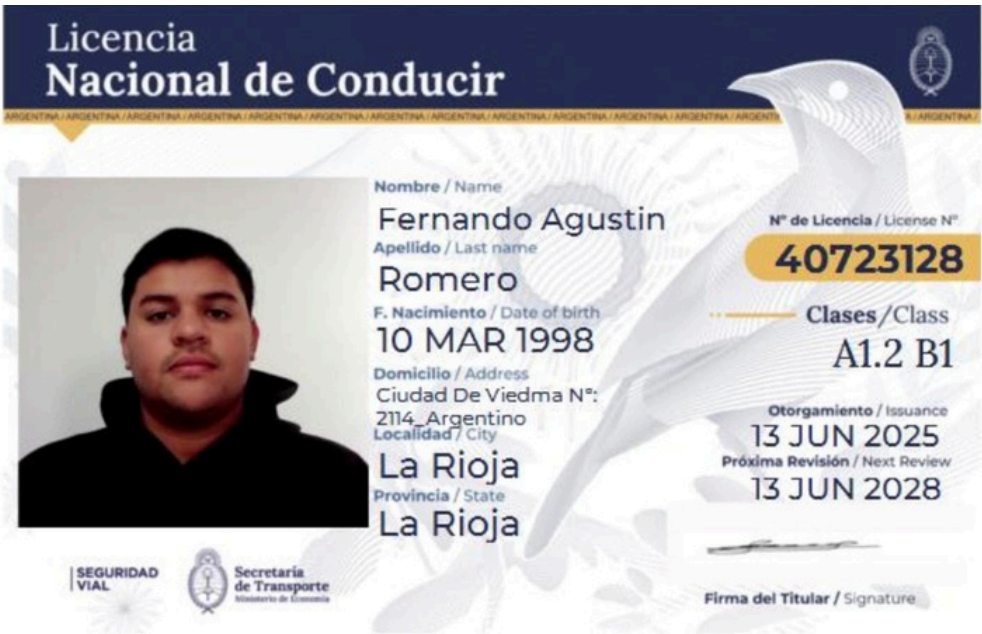 Licencia
Nacional de Conducir
ARGENTINA / ARGENTINA / ARGENTINA / ARGENTINA / ARGENTINA / ARGENTINA / ARGENTINA / ARGENTINA / ARGENTINA / ARGENTINA / ARGENTINA / ARGENTINA / ARGENTI A / ARGENTINA /
Nombre / Name
Fernando Agustin
Apellido / Last name
Romero
F. Nacimiento / Date of birth
10 MAR 1998
Domicilio / Address
Ciudad De Viedma N°:
2114_Argentino
Localidad / City
La Rioja
Provincia / State
La Rioja
Nº de Licencia / License Nº
40723128
Clases/Class
A1.2 B1
Otorgamiento / Issuance
13 JUN 2025
Próxima Revisión / Next Review
13 JUN 2028
Firma del Titular / Signature
SEGURIDAD
VIAL
Secretaría
de Transporte
Ministerio de Economía